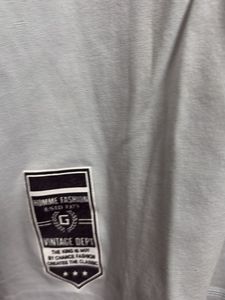 HOMME FASHION
G
VINTAGE DEPT
THE KING IS NOT
BY CHANCE FASHION
CREATES THE CLASSIC